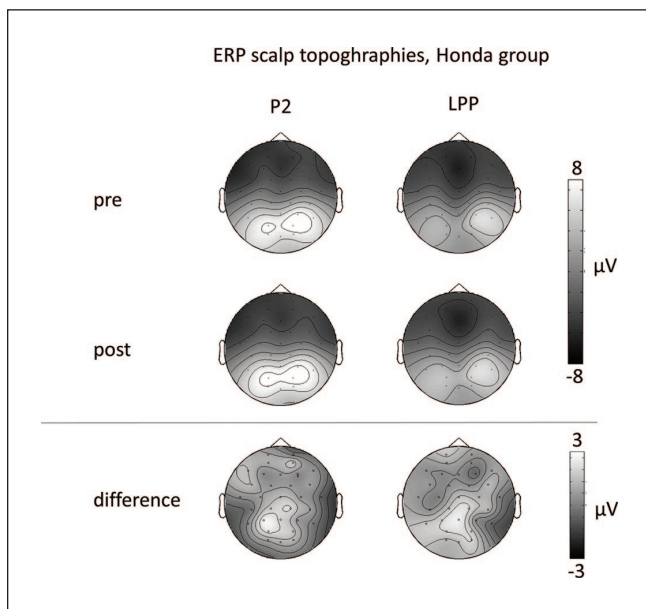 ERP scalp topoghraphies, Honda group
P2 LPP
pre
8
µV
-8
post
difference
3
µV
-3